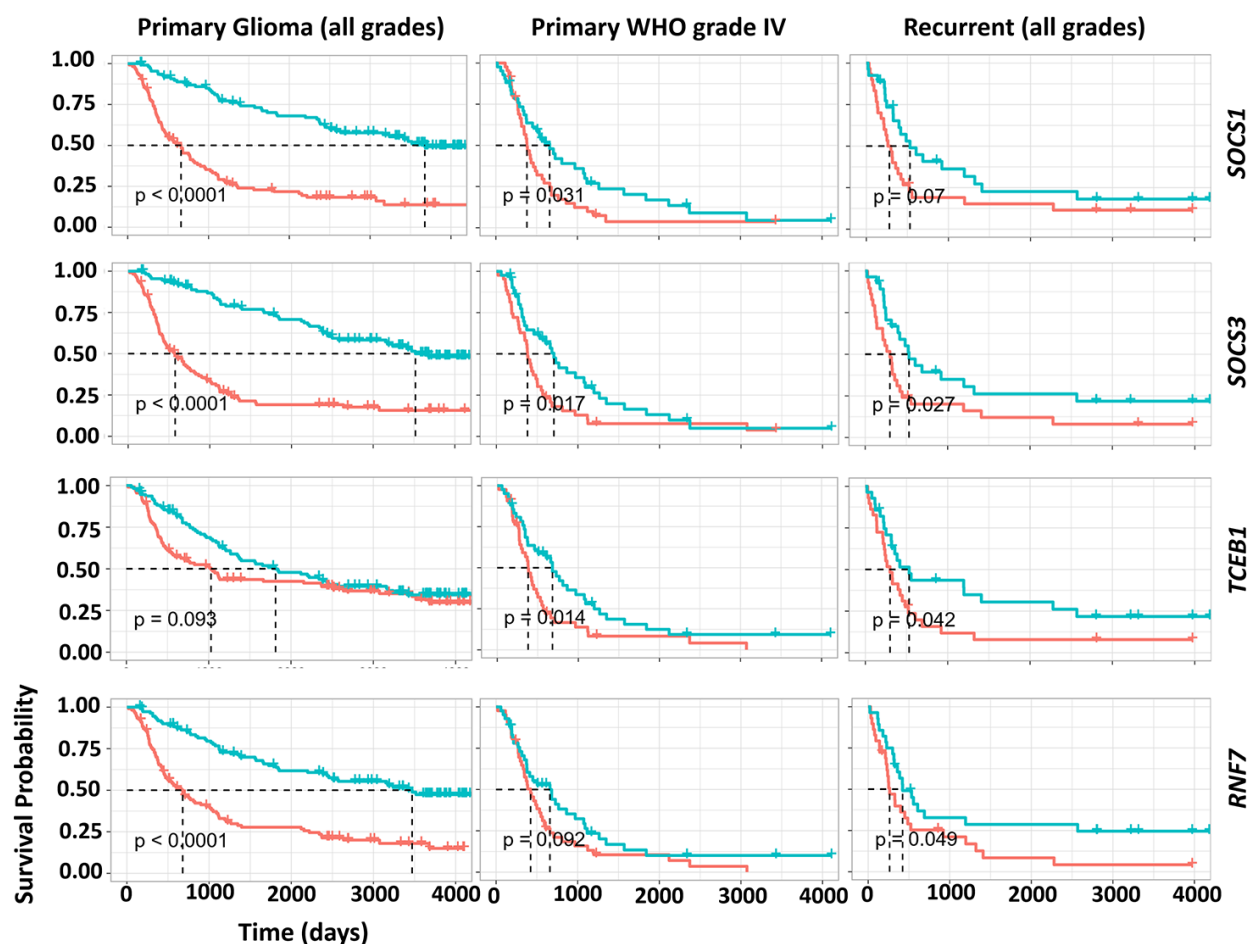 Primary Glioma (all grades) Primary WHO grade IV Recurrent (all grades)
1.00
0.75
0.50
0.25
0.00
p < 0.0001 p = 0.031 p = 0.07
SOCS1
1.00
0.75
0.50
0.25
0.00
p < 0.0001 p = 0.017 p = 0.027
SOCS3
1.00
0.75
0.50
0.25
0.00
p = 0.093 p = 0.014 p = 0.042
TCEB1
1.00
0.75
0.50
0.25
0.00
p < 0.0001 p = 0.092 p = 0.049
RNF7
Survival Probability
0 1000 2000 3000 4000 0 1000 2000 3000 4000 0 1000 2000 3000 4000
Time (days)